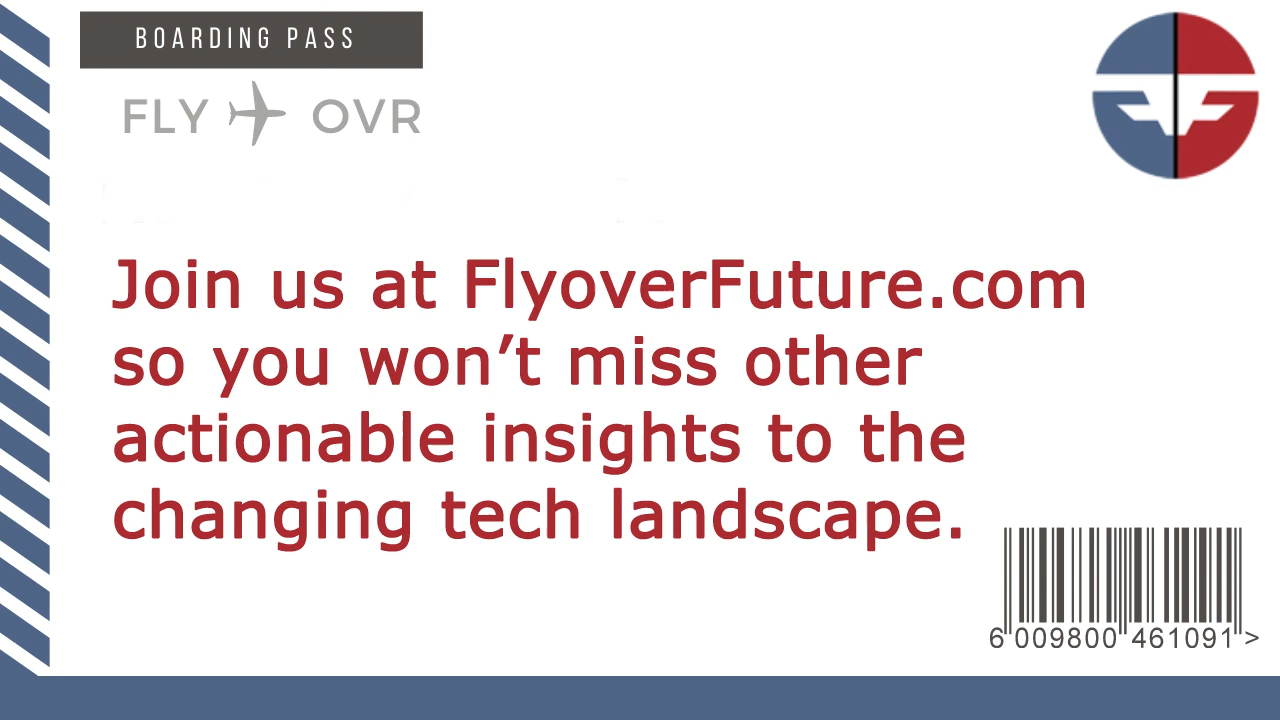 BOARDING PASS
FLY OVR
Join us at FlyoverFuture.com
so you won’t miss other
actionable insights to the
changing tech landscape.
6 009800 461091 >